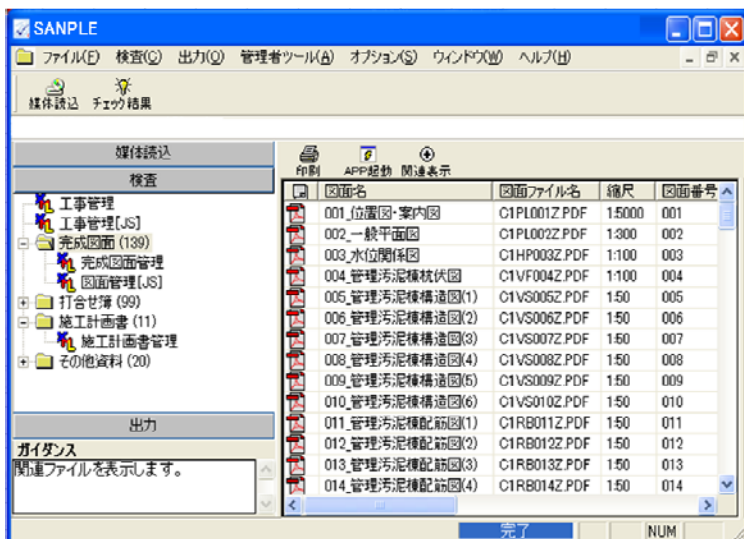 SANPLE
ファイル(F) 検査(C) 出力(O) 管理者ツール(A) オプション(S) ウィンドウ(W) ヘルプ(H)
媒体読込 チェック結果
媒体読込
検査
工事管理
工事管理[JS]
完成図面 (139)
完成図面管理
図面管理[JS]
打合せ簿 (99)
施工計画書 (11)
施工計画書管理
その他資料 (20)
出力
ガイダンス
関連ファイルを表示します。
印刷 APP起動 関連表示
図面名 図面ファイル名 縮尺 図面番号
001_位置図・案内図 C1PL001Z.PDF 1:5000 001
002_一般平面図 C1PL002Z.PDF 1:300 002
003_水位関係図 C1HP003Z.PDF 1:100 003
004_管理汚泥棟杭伏図 C1VF004Z.PDF 1:100 004
005_管理汚泥棟構造図(1) C1VS005Z.PDF 1:50 005
006_管理汚泥棟構造図(2) C1VS006Z.PDF 1:50 006
007_管理汚泥棟構造図(3) C1VS007Z.PDF 1:50 007
008_管理汚泥棟構造図(4) C1VS008Z.PDF 1:50 008
009_管理汚泥棟構造図(5) C1VS009Z.PDF 1:50 009
010_管理汚泥棟構造図(6) C1VS010Z.PDF 1:50 010
011_管理汚泥棟配筋図(1) C1RB011Z.PDF 1:50 011
012_管理汚泥棟配筋図(2) C1RB012Z.PDF 1:50 012
013_管理汚泥棟配筋図(3) C1RB013Z.PDF 1:50 013
014_管理汚泥棟配筋図(4) C1RB014Z.PDF 1:50 014
完了 NUM